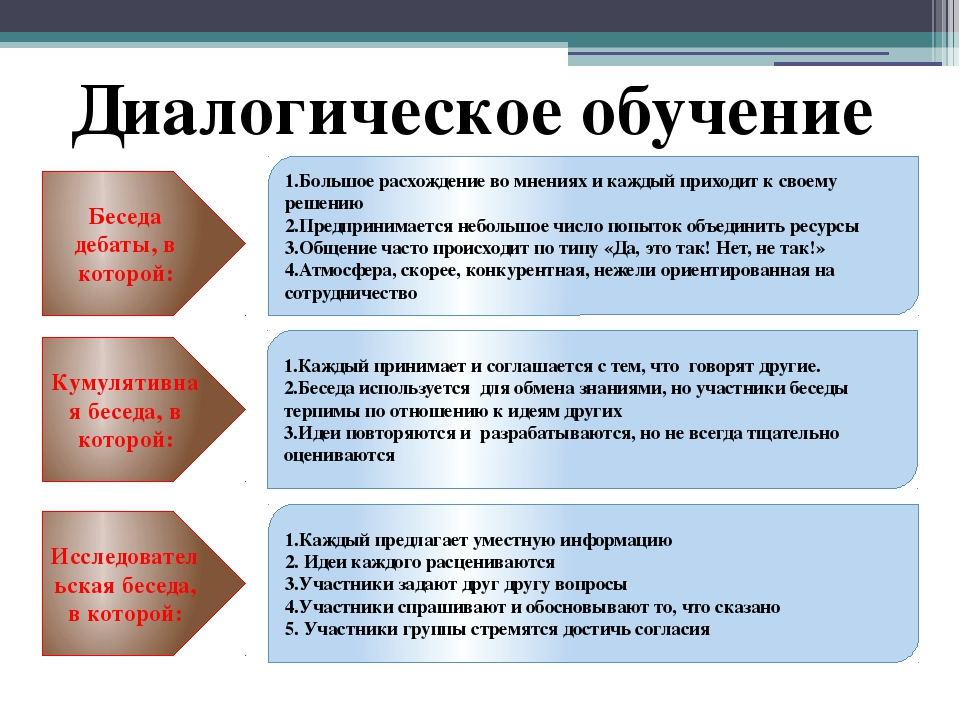 Диалогическое обучение
Беседа
дебаты, в
которой:
1.Большое расхождение во мнениях и каждый приходит к своему
решению
2.Предпринимается небольшое число попыток объединить ресурсы
3.Общение часто происходит по типу «Да, это так! Нет, не так!»
4.Атмосфера, скорее, конкурентная, нежели ориентированная на
сотрудничество
Кумулятивна
я беседа, в
которой:
1.Каждый принимает и соглашается с тем, что говорят другие.
2.Беседа используется для обмена знаниями, но участники беседы
терпимы по отношению к идеям других
3.Идеи повторяются и разрабатываются, но не всегда тщательно
оцениваются
Исследовател
ьская беседа,
в которой:
1.Каждый предлагает уместную информацию
2. Идеи каждого расцениваются
3.Участники задают друг другу вопросы
4.Участники спрашивают и обосновывают то, что сказано
5. Участники группы стремятся достичь согласия